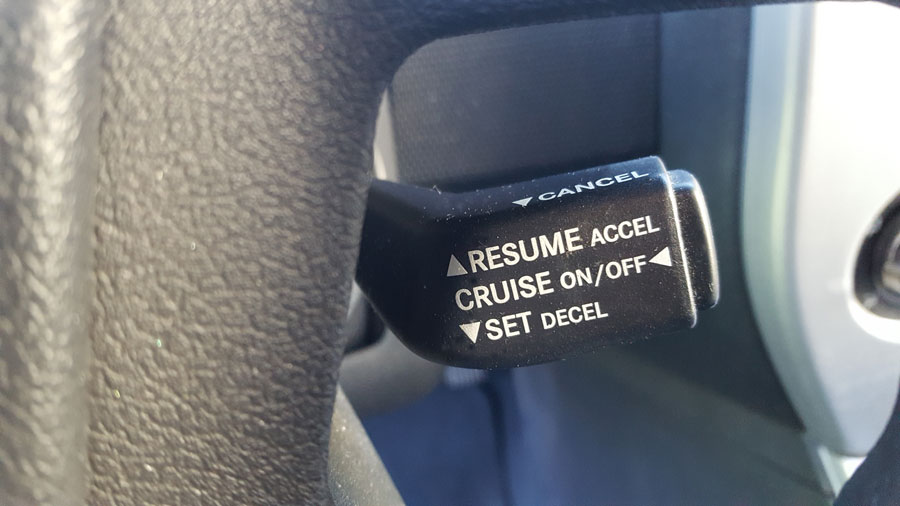 ▼CANCEL
▲RESUME ACCEL
CRUISE ON/OFF◀
▼SET DECEL